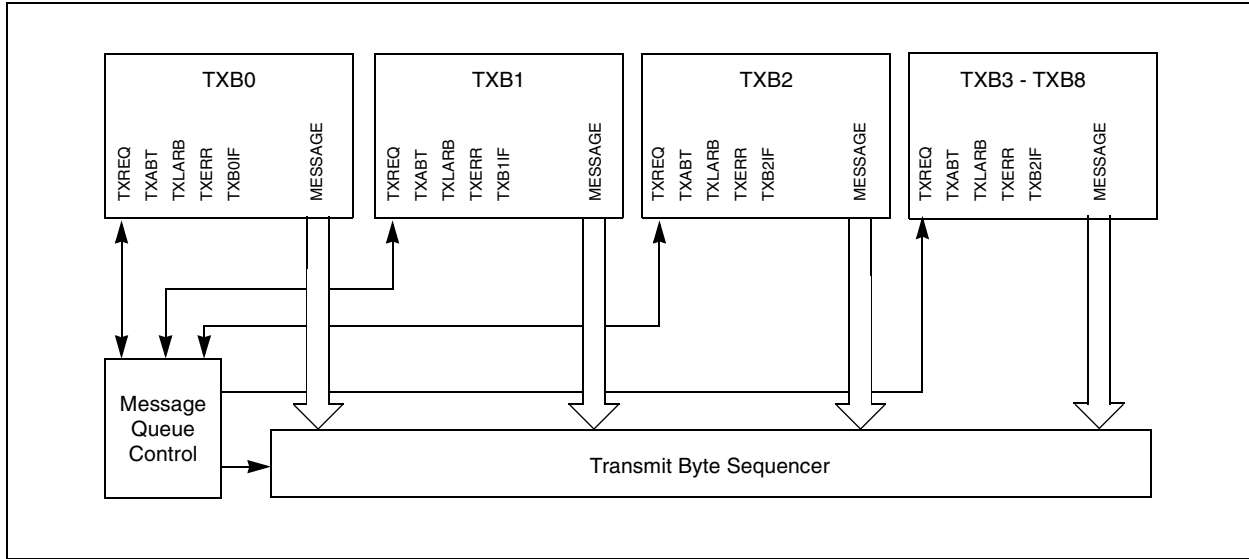 TXB0
TXREQ
TXABT
TXLARB
TXERR
TXB0IF
MESSAGE
TXB1
TXREQ
TXABT
TXLARB
TXERR
TXB1IF
MESSAGE
TXB2
TXREQ
TXABT
TXLARB
TXERR
TXB2IF
MESSAGE
TXB3 - TXB8
TXREQ
TXABT
TXLARB
TXERR
TXB2IF
MESSAGE
Message
Queue
Control
Transmit Byte Sequencer